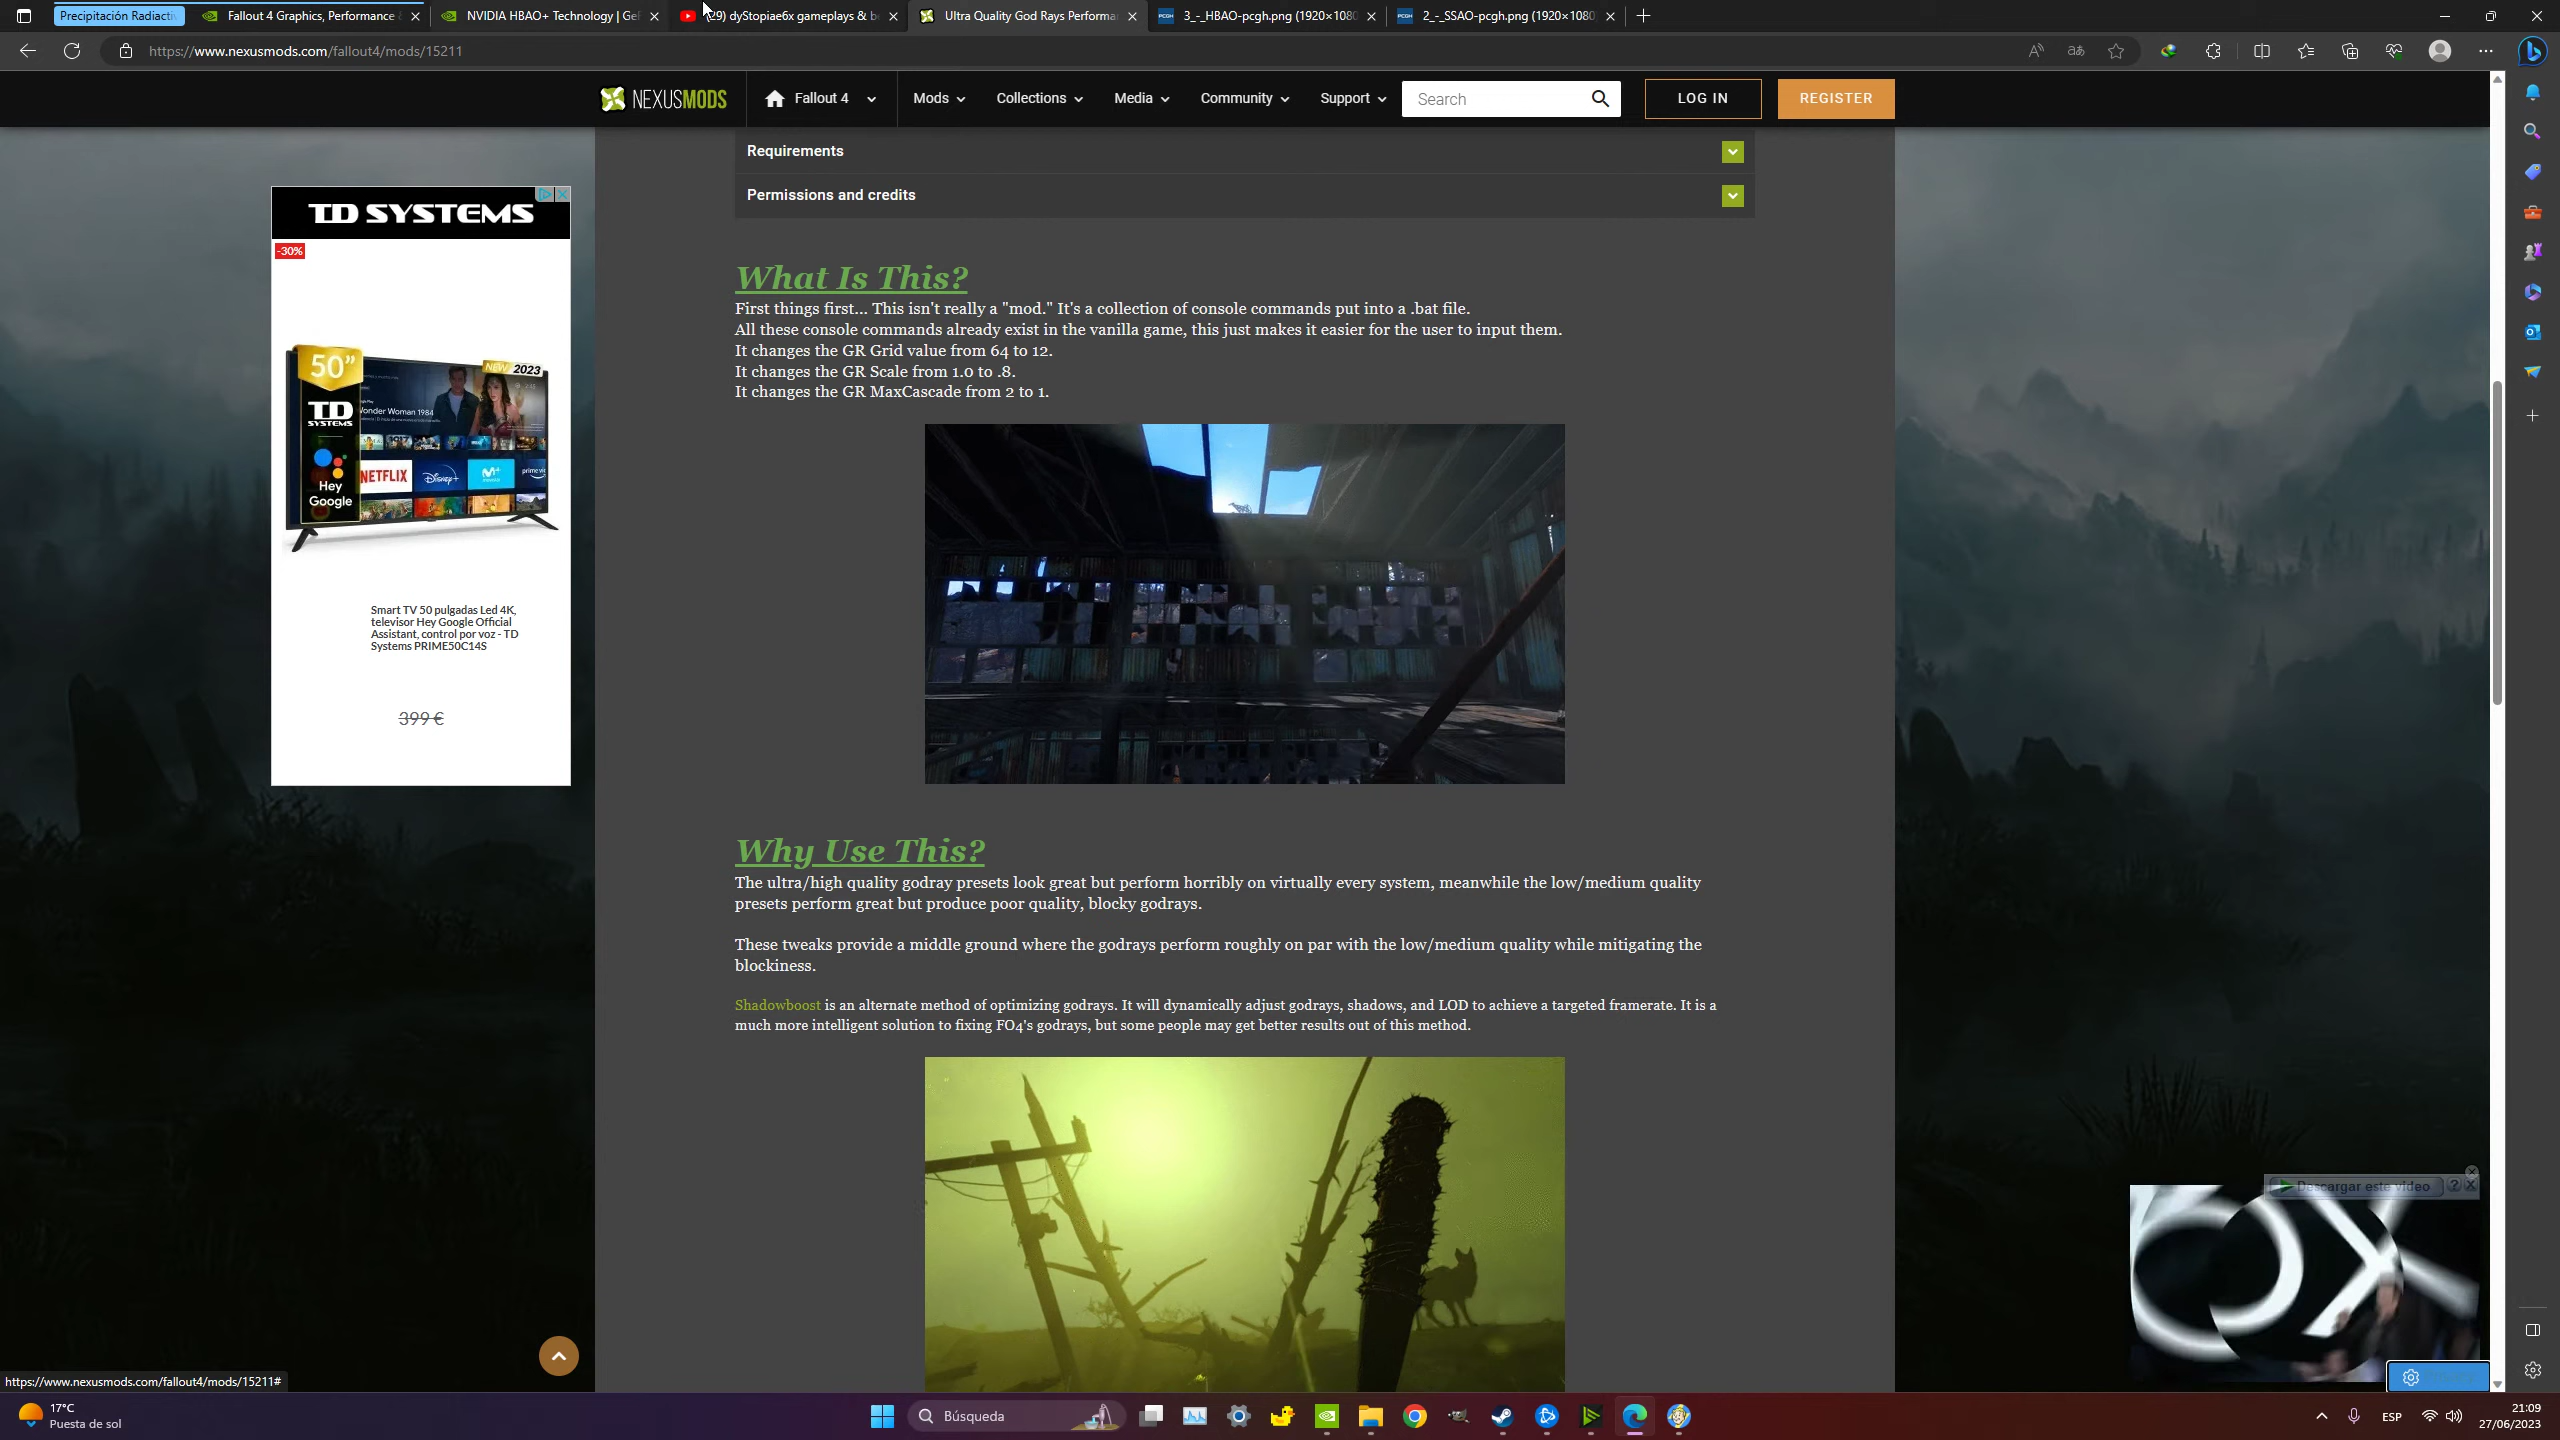 Precipitación Radiactiv
Fallout 4 Graphics, Performance &
NVIDIA HBAO+ Technology | GeF
(29) dyStopiae6x gameplays & be
Ultra Quality God Rays Performan
3_-_HBAO-pcgh.png (1920×1080)
2_-_SSAO-pcgh.png (1920×1080)
https://www.nexusmods.com/fallout4/mods/15211
NEXUSMODS
Fallout 4
Mods
Collections
Media
Community
Support
Search
LOG IN
REGISTER
Requirements
Permissions and credits
TD SYSTEMS
-30%
50”
NEW 2023
TD
SYSTEMS
Wonder Woman 1984
NETFLIX
Disney+
prime vi
Hey
Google
Smart TV 50 pulgadas Led 4K,
televisor Hey Google Official
Assistant, control por voz - TD
Systems PRIME50C14S
399 €
What Is This?
First things first... This isn't really a "mod." It's a collection of console commands put into a .bat file.
All these console commands already exist in the vanilla game, this just makes it easier for the user to input them.
It changes the GR Grid value from 64 to 12.
It changes the GR Scale from 1.0 to .8.
It changes the GR MaxCascade from 2 to 1.
Why Use This?
The ultra/high quality godray presets look great but perform horribly on virtually every system, meanwhile the low/medium quality
presets perform great but produce poor quality, blocky godrays.
These tweaks provide a middle ground where the godrays perform roughly on par with the low/medium quality while mitigating the
blockiness.
Shadowboost is an alternate method of optimizing godrays. It will dynamically adjust godrays, shadows, and LOD to achieve a targeted framerate. It is a
much more intelligent solution to fixing FO4's godrays, but some people may get better results out of this method.
Descargar este video
https://www.nexusmods.com/fallout4/mods/15211#
17°C
Puesta de sol
Búsqueda
ESP
21:09
27/06/2023